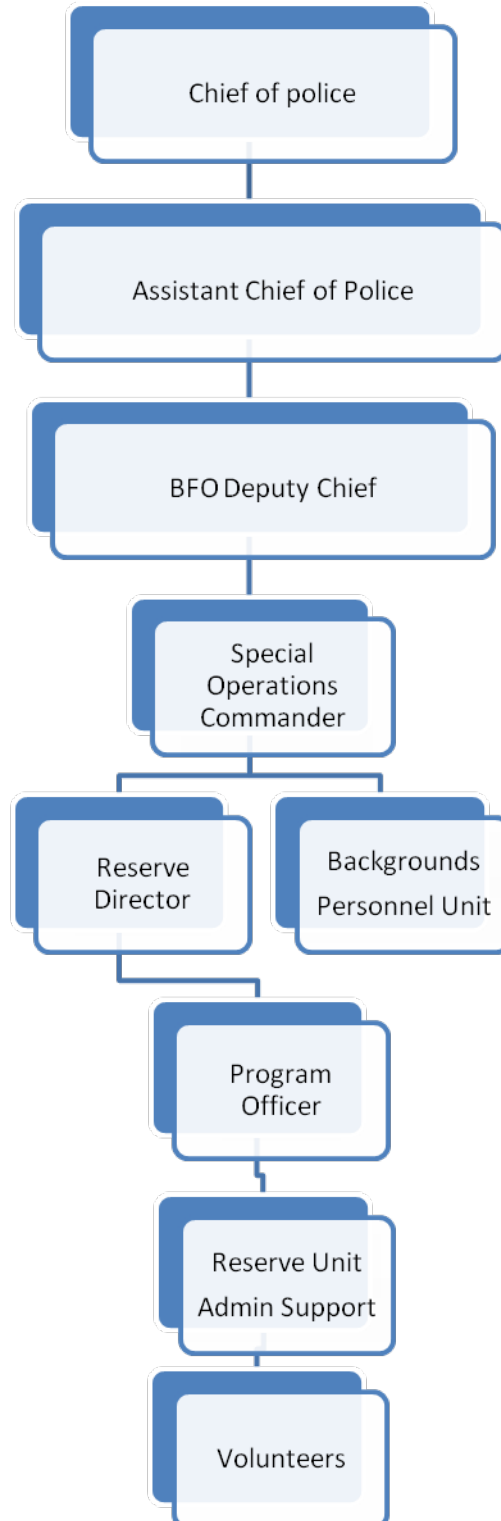 Chief of police
Assistant Chief of Police
BFO Deputy Chief
Special
Operations
Commander
Reserve
Director
Backgrounds
Personnel Unit
Program
Officer
Reserve Unit
Admin Support
Volunteers